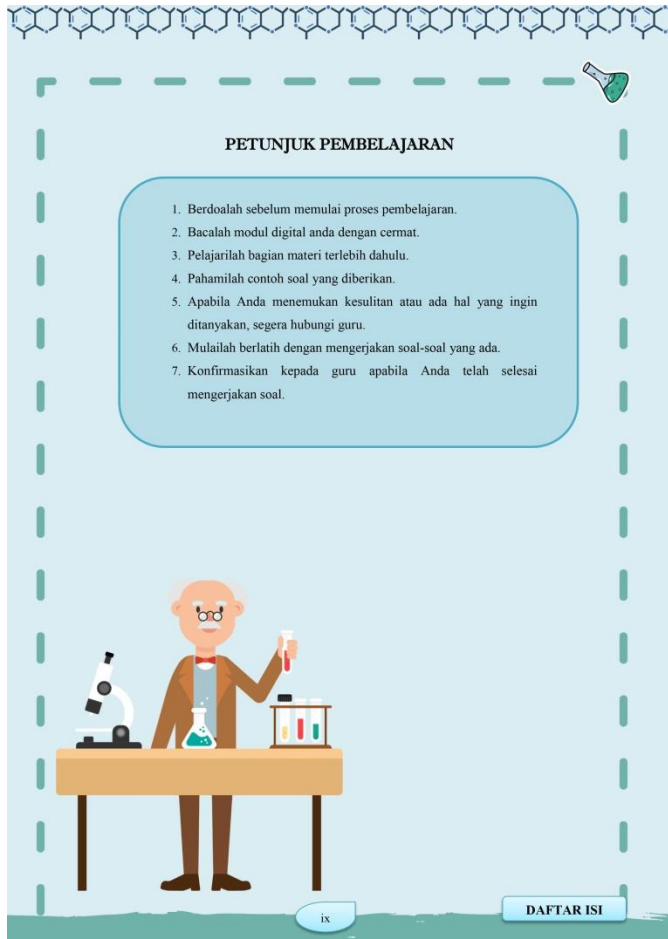 PETUNJUK PEMBELAJARAN
1. Berdoalah sebelum memulai proses pembelajaran.
2. Bacalah modul digital anda dengan cermat.
3. Pelajarilah bagian materi terlebih dahulu.
4. Pahamilah contoh soal yang diberikan.
5. Apabila Anda menemukan kesulitan atau ada hal yang ingin
ditanyakan, segera hubungi guru.
6. Mulailah berlatih dengan mengerjakan soal-soal yang ada.
7. Konfirmasikan kepada guru apabila Anda telah selesai
mengerjakan soal.
ix
DAFTAR ISI